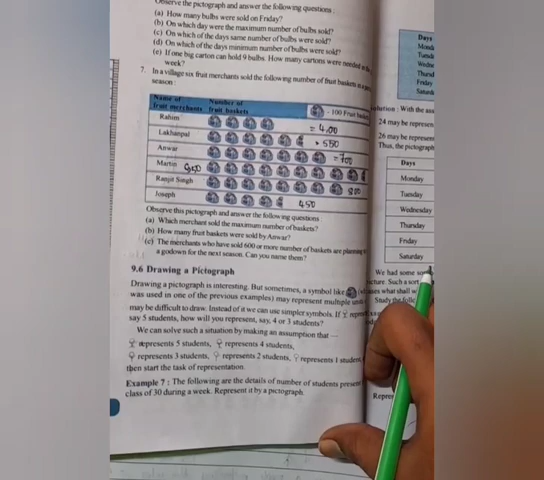 Observe the pictograph and answer the following questions :
(a) How many bulbs were sold on Friday?
(b) On which day were the maximum number of bulbs sold?
(c) On which of the days same number of bulbs were sold?
(d) On which of the days minimum number of bulbs were sold?
(e) If one big carton can hold 9 bulbs. How many cartons were needed in the
week?
7. In a village six fruit merchants sold the following number of fruit baskets in a
season :
Name of fruit merchants
Number of fruit baskets
- 100 Fruit
Rahim = 400
Lakhanpal 550
Anwar = 700
Martin 950
Ranjit Singh 800
Joseph 450
Observe this pictograph and answer the following questions
(a) Which merchant sold the maximum number of baskets?
(b) How many fruit baskets were sold by Anwar?
(c) The merchants who have sold 600 or more number of baskets are planning
a godown for the next season. Can you name them?
9.6 Drawing a Pictograph
Drawing a pictograph is interesting. But sometimes, a symbol like
was used in one of the previous examples) may represent multiple
may be difficult to draw. Instead of it we can use simpler symbols. If
say 5 students, how will you represent, say, 4 or 3 students?
We can solve such a situation by making an assumption that —
represents 5 students, represents 4 students,
represents 3 students, represents 2 students, represents 1 student,
then start the task of representation.
Example 7 : The following are the details of number of students present
class of 30 during a week. Represent it by a pictograph.
Days
Friday
: With the
24 may be
26 may be
Thus, the pictograph
Days
Monday
Tuesday
Wednesday
Thursday
Friday
Saturday
We had some
Such a sort
what shall
Study the